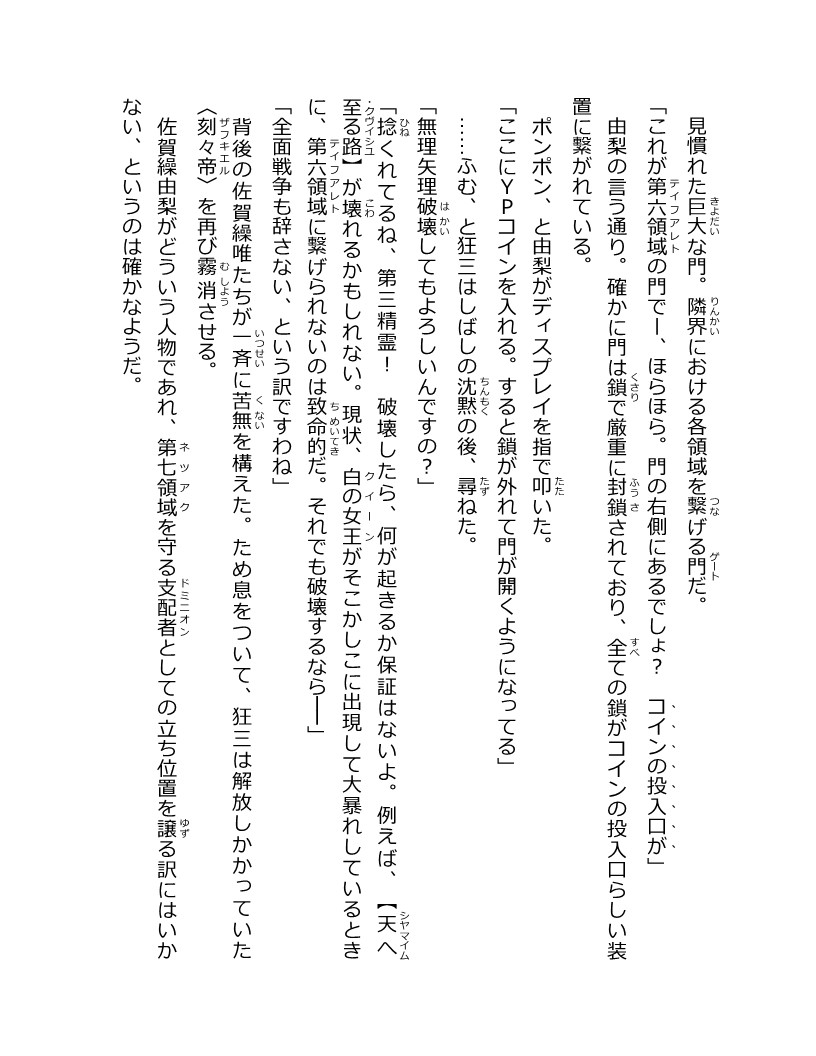 見慣れた巨大な門。隣界における各領域を繋げる門だ。
「これが第六領域の門でー、ほらほら。門の右側にあるでしょ？　コインの投入口が」
由梨の言う通り。確かに門は鎖で厳重に封鎖されており、全ての鎖がコインの投入口らしい装
置に繋がれている。
ポンポン、と由梨がディスプレイを指で叩いた。
「ここにＹＰコインを入れる。すると鎖が外れて門が開くようになってる」
……ふむ、と狂三はしばしの沈黙の後、尋ねた。
「無理矢理破壊してもよろしいんですの？」
「捻くれてるね、第三精霊！　破壊したら、何が起きるか保証はないよ。例えば、【天へ
至る路】が壊れるかもしれない。現状、白の女王がそこかしこに出現して大暴れしているとき
に、第六領域に繋げられないのは致命的だ。それでも破壊するなら──」
「全面戦争も辞さない、という訳ですわね」
背後の佐賀繰唯たちが一斉に苦無を構えた。ため息をついて、狂三は解放しかかっていた
〈刻々帝〉を再び霧消させる。
佐賀繰由梨がどういう人物であれ、第七領域を守る支配者としての立ち位置を譲る訳にはいか
ない、というのは確かなようだ。